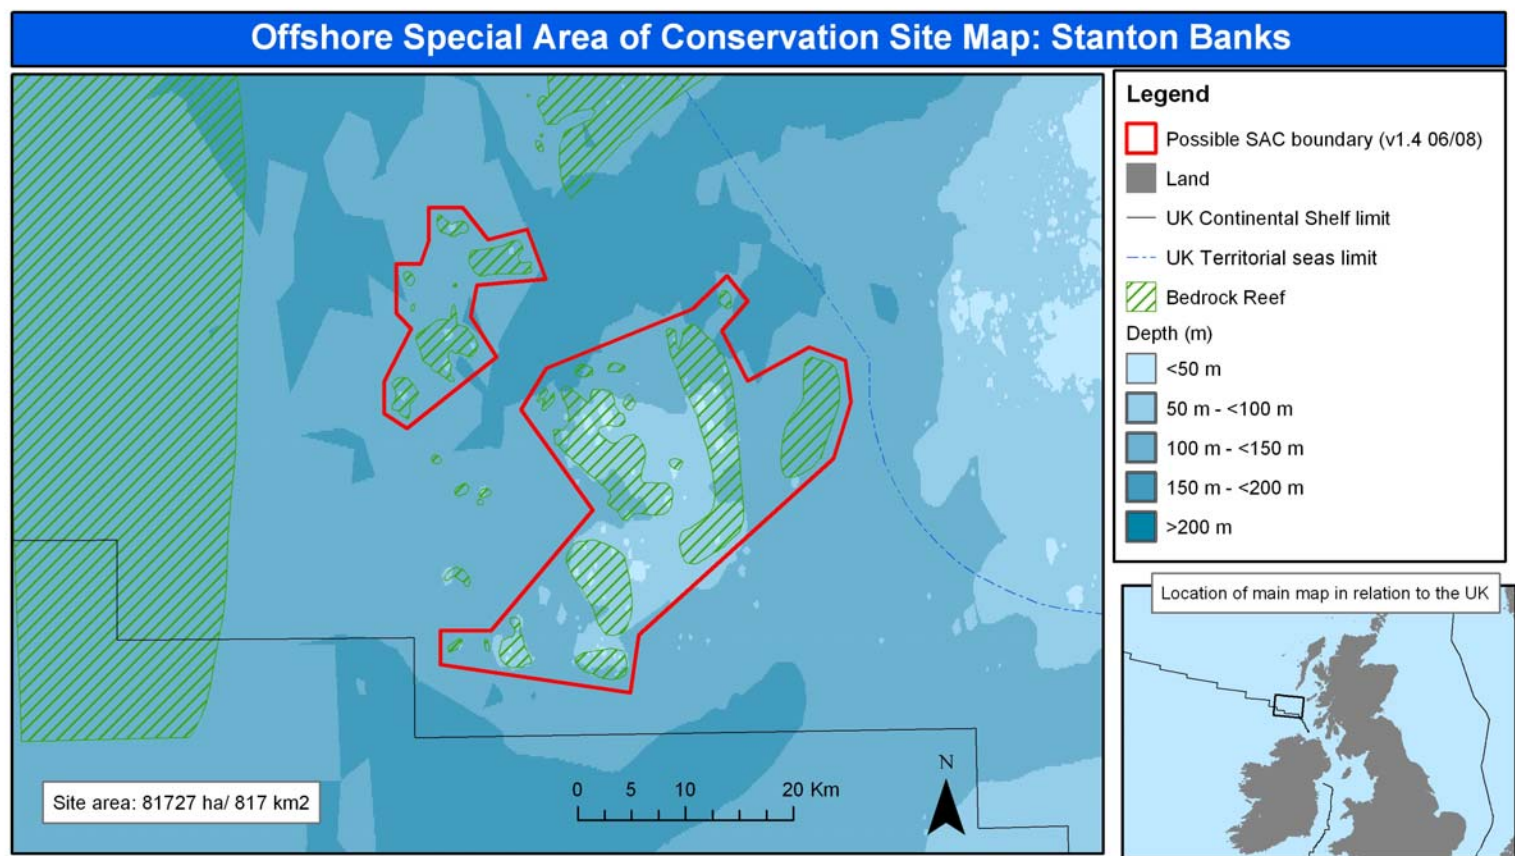 Offshore Special Area of Conservation Site Map: Stanton Banks
Legend
Possible SAC boundary (v1.4 06/08)
Land
UK Continental Shelf limit
UK Territorial seas limit
Bedrock Reef
Depth (m)
<50 m
50 m - <100 m
100 m - <150 m
150 m - <200 m
>200 m
Location of main map in relation to the UK
N
0 5 10 20 Km
Site area: 81727 ha/ 817 km2